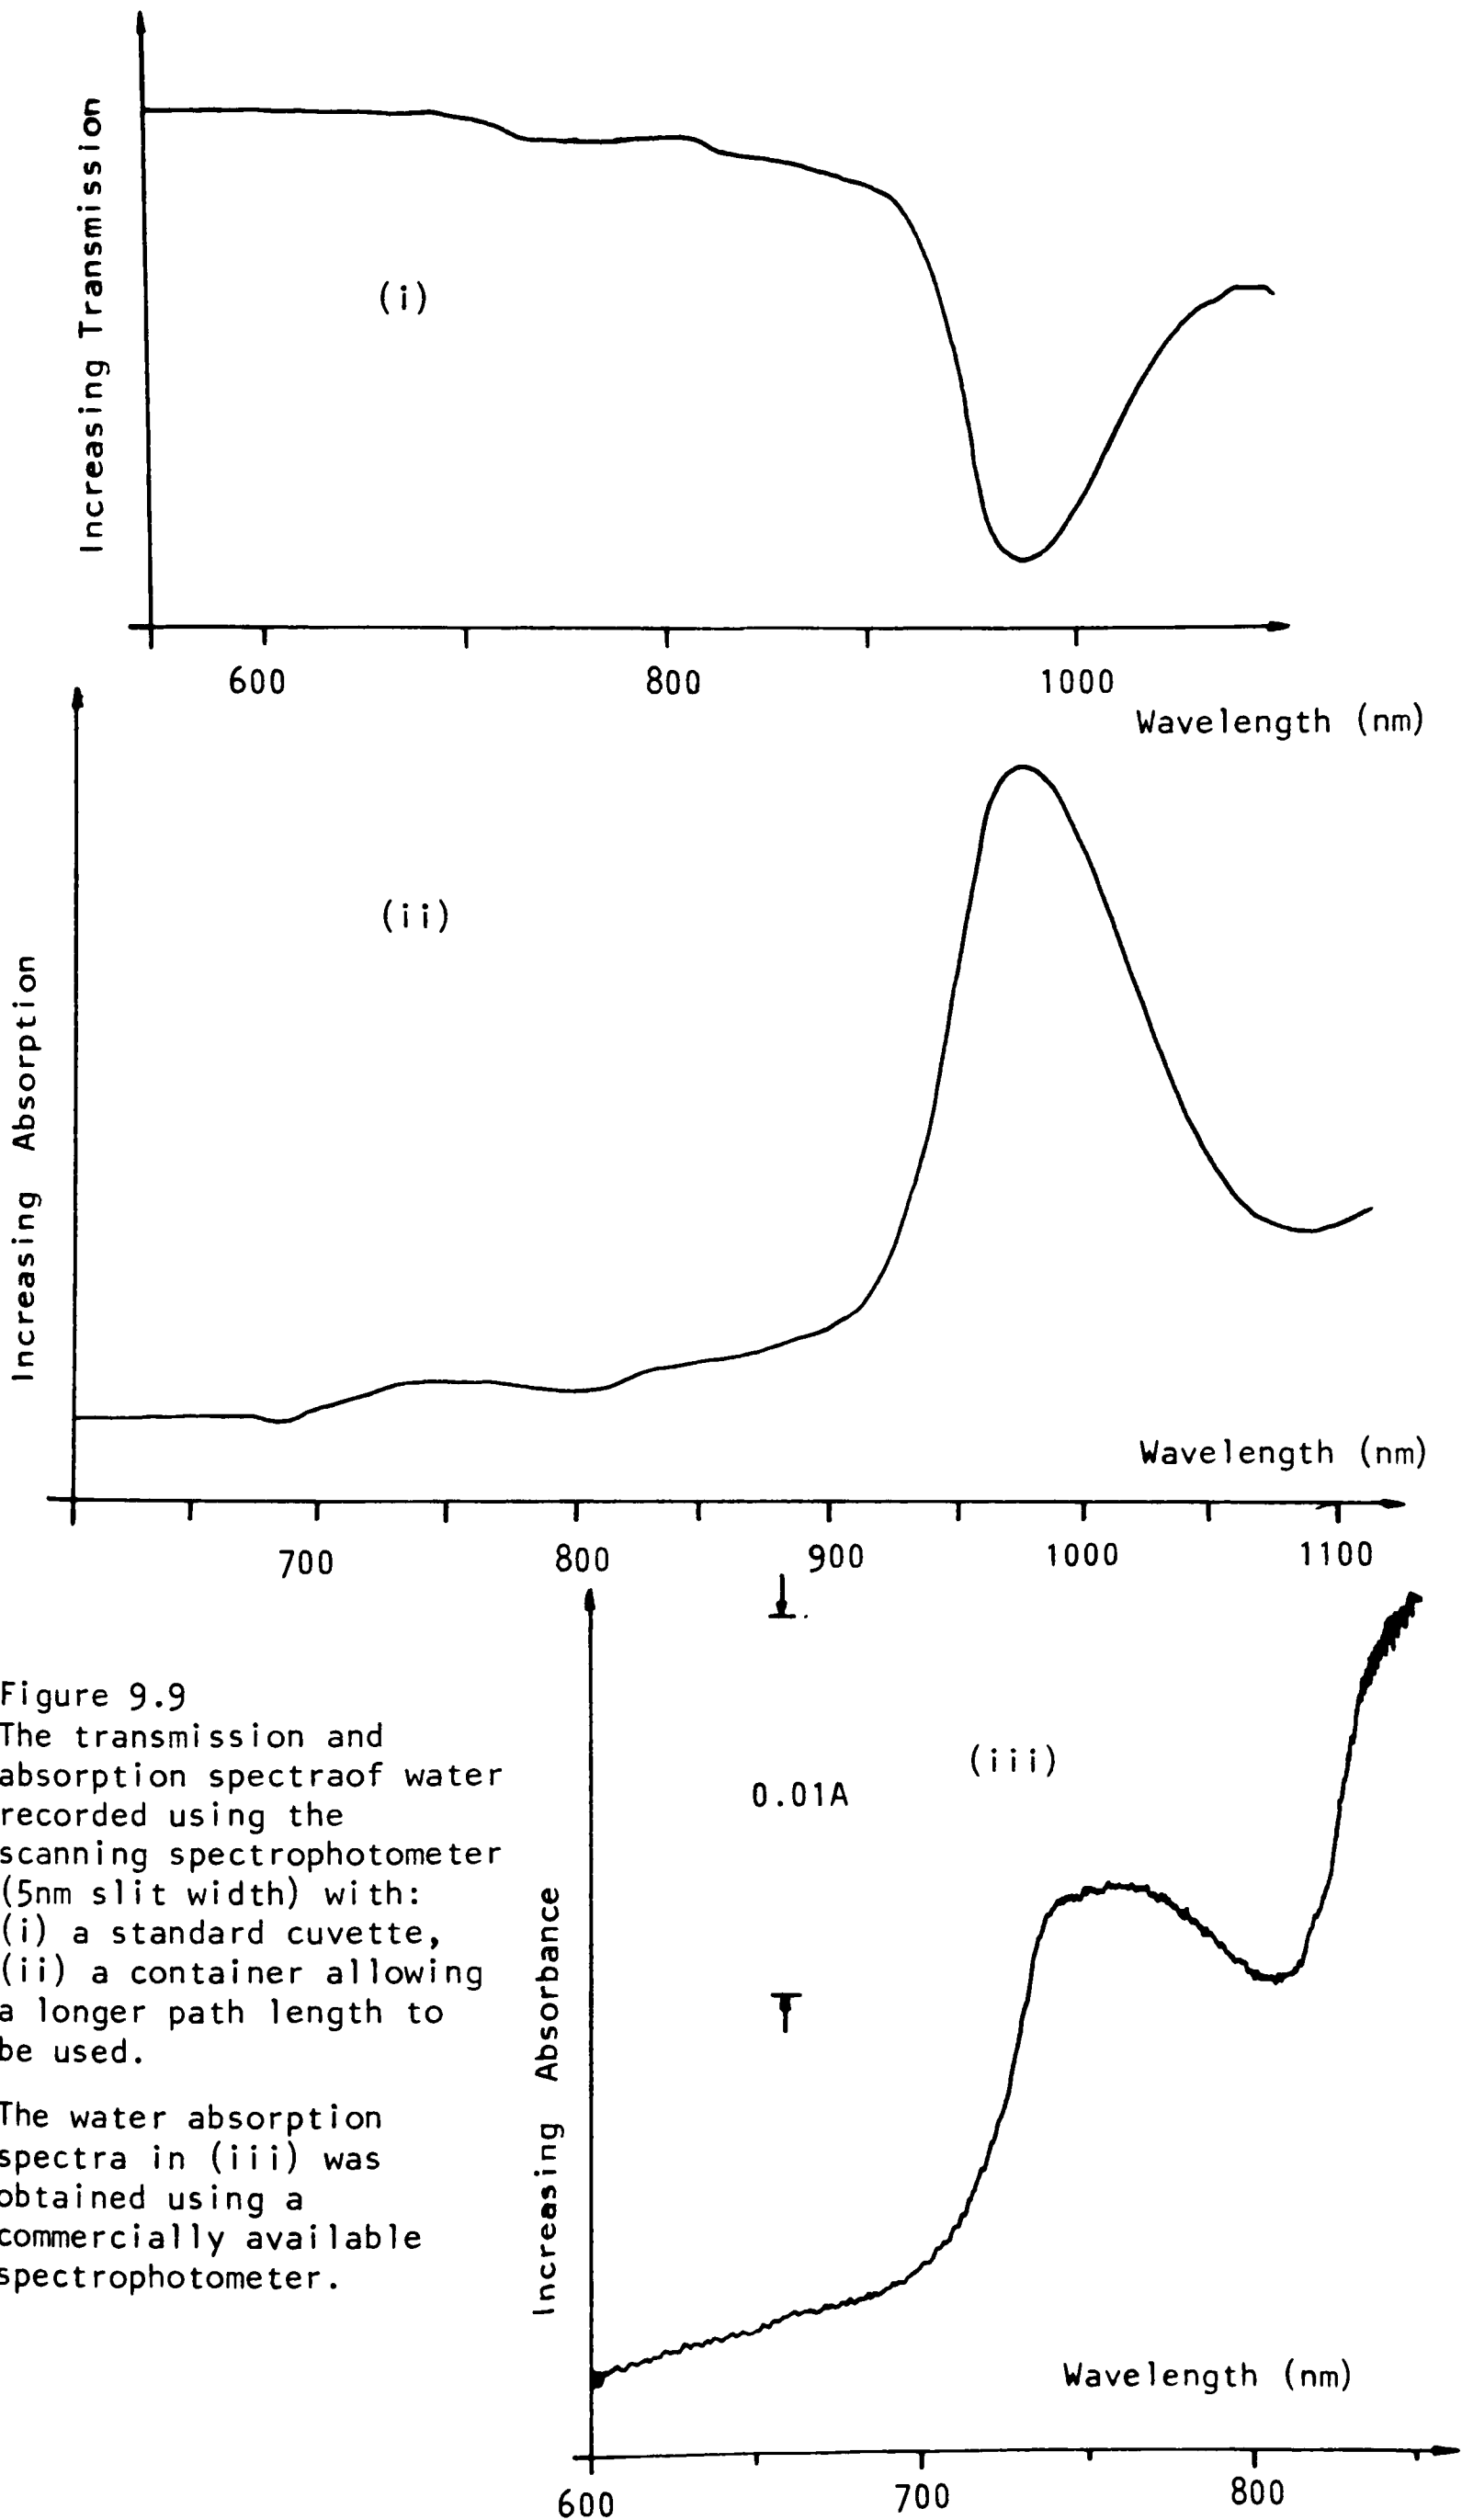 Increasing Transmission
(i)
600 800 1000
Wavelength (nm)
Increasing Absorption
(ii)
Wavelength (nm)
700 800 900 1000 1100
Figure 9.9
The transmission and
absorption spectraof water
recorded using the
scanning spectrophotometer
(5nm slit width) with:
(i) a standard cuvette,
(ii) a container allowing
a longer path length to
be used.
The water absorption
spectra in (iii) was
obtained using a
commercially available
spectrophotometer.
Increasing Absorbance
(iii)
0.01A
Wavelength (nm)
600 700 800